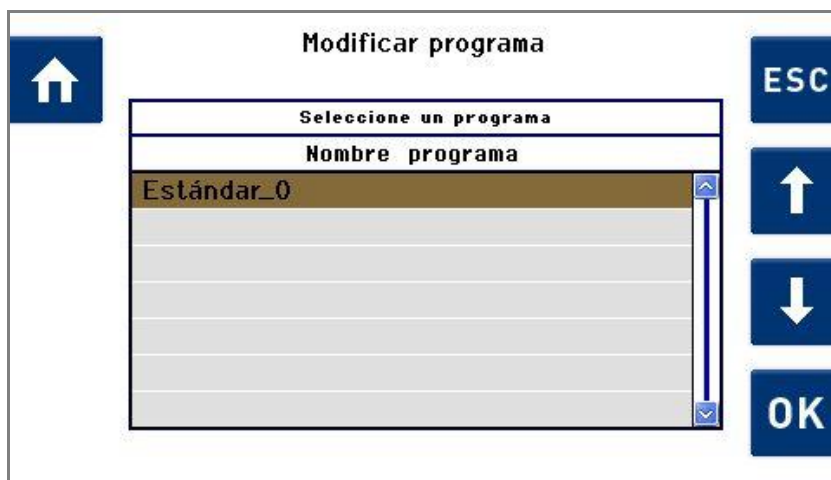 Modificar programa
ESC
Seleccione un programa
Nombre programa
Estándar_0
OK